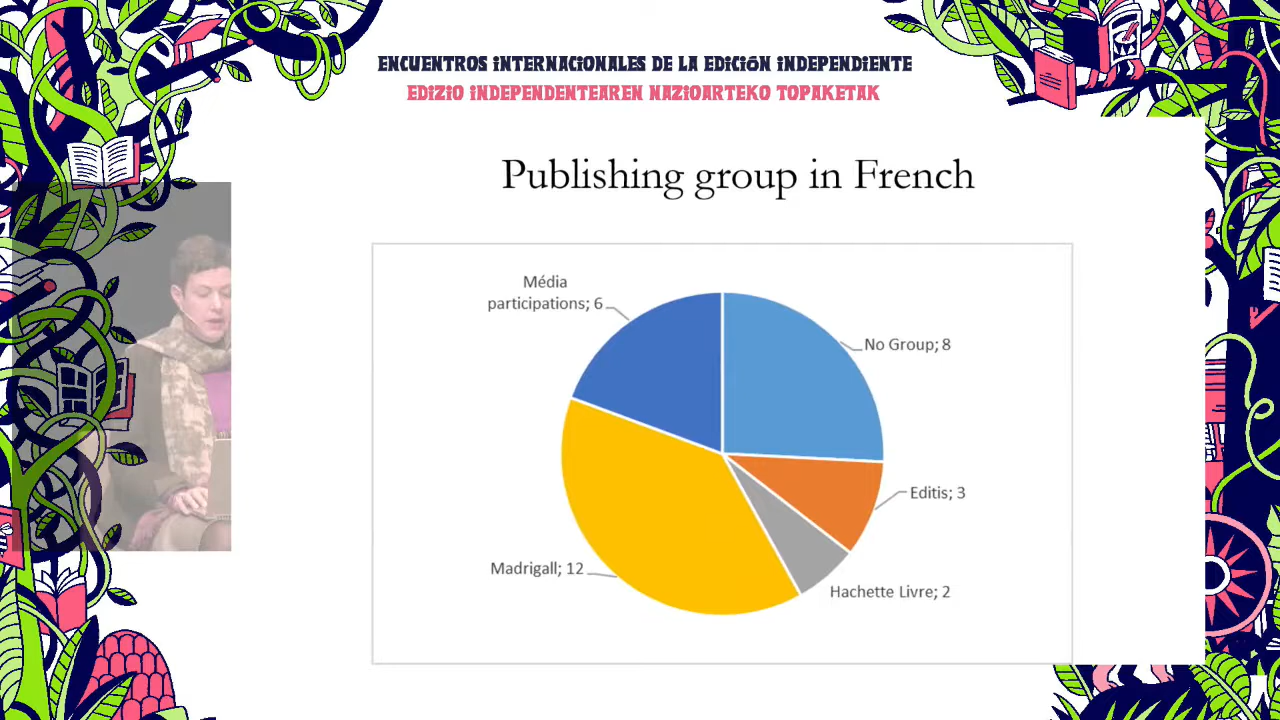 ENCUENTROS iNTERNACiONALES DE LA EDiCiÓN iNDEPENDiENTE
EDiZiO iNDEPENDENTEAREN NAZiOARTEKO TOPAKETAK
Publishing group in French
Média
participations; 6
No Group; 8
Editis; 3
Madrigall; 12
Hachette Livre; 2